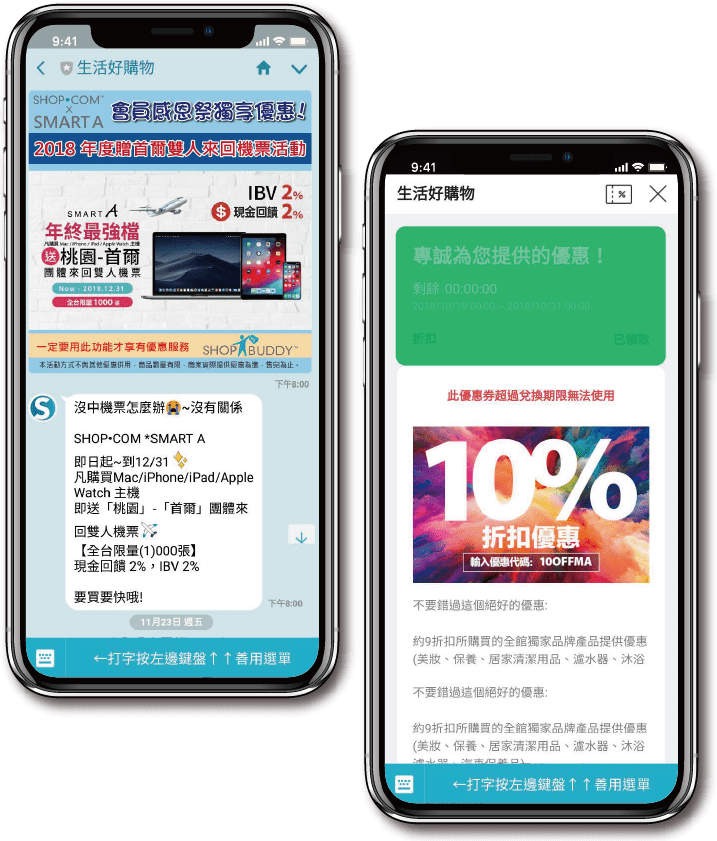 9:41
生活好購物
SHOP•COM™
X
SMART A
會員感恩祭獨享優惠!
2018 年度贈首爾雙人來回機票活動
IBV 2%
$ 現金回饋 2%
SMART A
年終最強檔
凡購買 Mac / iPhone / iPad / Apple Watch 主機
送桃園-首爾
團體來回雙人機票
Now - 2018.12.31
全台限量1000張
一定要用此功能才享有優惠服務
SHOP BUDDY™
本活動方式不與其他優惠併用﹐商品數量有限﹐商家實際提供優惠為準﹐售完為止。
下午8:00
S
沒中機票怎麼辦😭~沒有關係
SHOP•COM *SMART A
即日起~到12/31✨
凡購買Mac/iPhone/iPad/Apple
Watch 主機
即送「桃園」-「首爾」團體來
回雙人機票✈
【全台限量(1)000張】
現金回饋 2%，IBV 2%
要買要快哦!
下午8:00
11月23日 週五
←打字按左邊鍵盤↑↑善用選單
9:41
生活好購物
專誠為您提供的優惠！
剩餘 00:00:00
2018/10/19 00:00 ~ 2018/10/31 00:00
折扣
已領取
此優惠券超過兌換期限無法使用
10%
折扣優惠
輸入優惠代碼: 10OFFMA
不要錯過這個絕好的優惠:
約9折扣所購買的全館獨家品牌產品提供優惠
(美妝、保養、居家清潔用品、濾水器、沐浴
不要錯過這個絕好的優惠:
約9折扣所購買的全館獨家品牌產品提供優惠
(美妝、保養、居家清潔用品、濾水器、沐浴
濾水器、汽車保養品)
←打字按左邊鍵盤↑↑善用選單